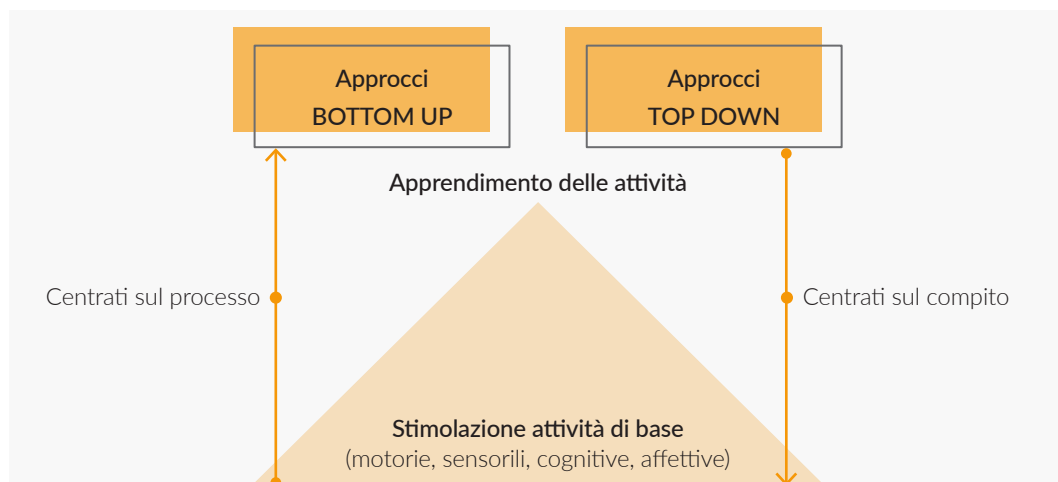 Approcci
BOTTOM UP
Approcci
TOP DOWN
Apprendimento delle attività
Centrati sul processo
Centrati sul compito
Stimolazione attività di base
(motorie, sensorili, cognitive, affettive)